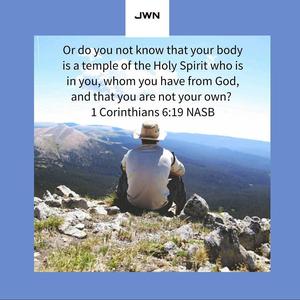 JWN
Or do you not know that your body
is a temple of the Holy Spirit who is
in you, whom you have from God,
and that you are not your own?
1 Corinthians 6:19 NASB